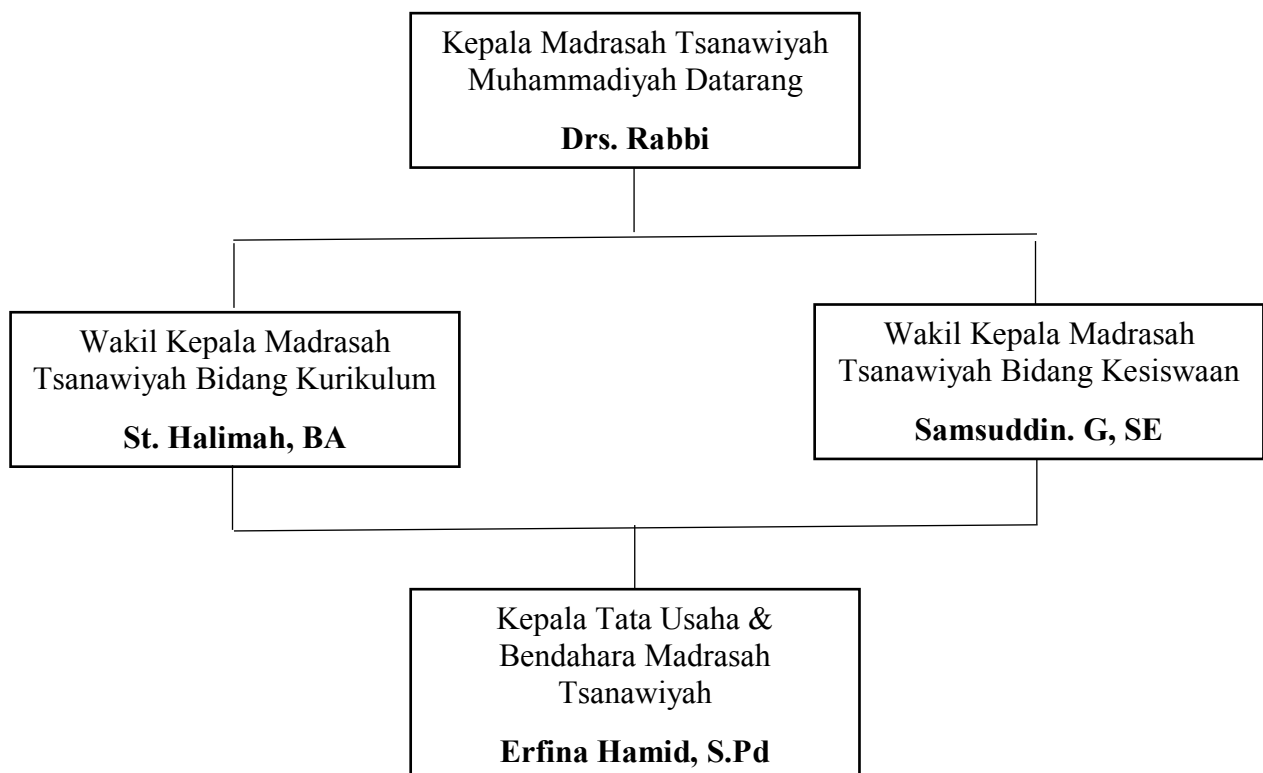 Kepala Madrasah Tsanawiyah
Muhammadiyah Datarang
Drs. Rabbi
Wakil Kepala Madrasah
Tsanawiyah Bidang Kurikulum
St. Halimah, BA
Wakil Kepala Madrasah
Tsanawiyah Bidang Kesiswaan
Samsuddin. G, SE
Kepala Tata Usaha &
Bendahara Madrasah
Tsanawiyah
Erfina Hamid, S.Pd